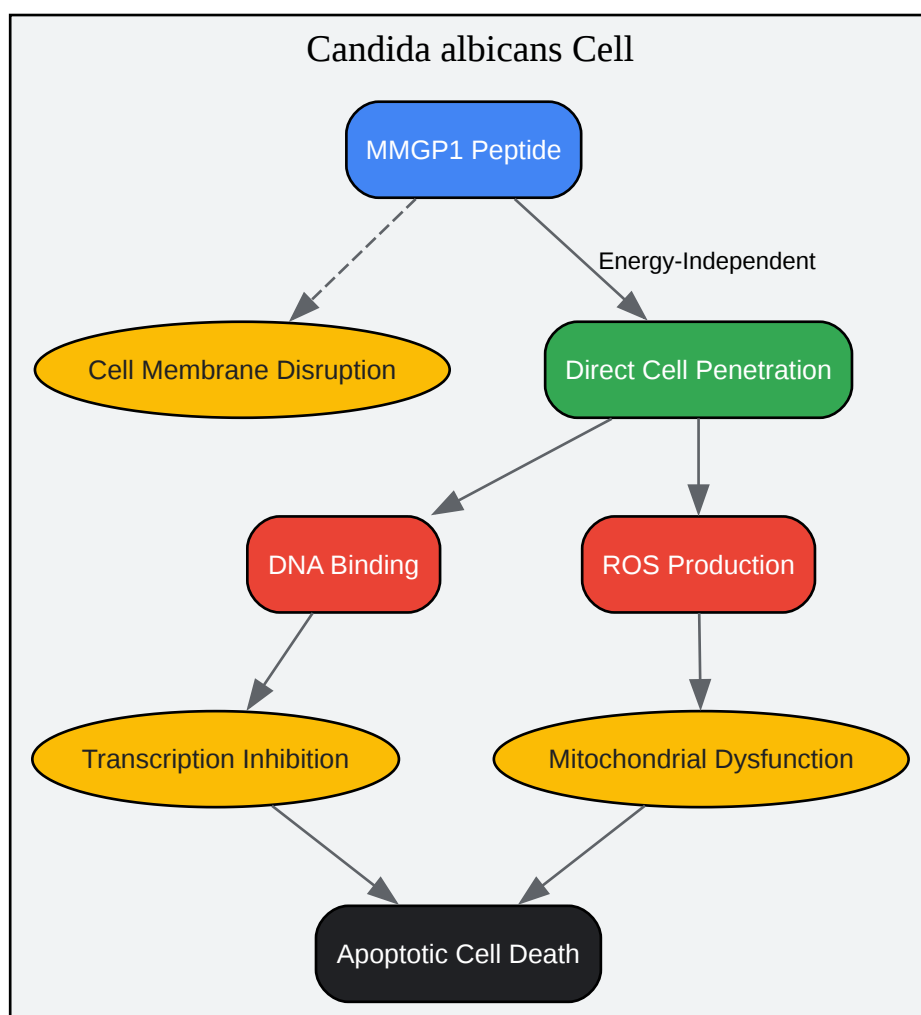 Candida albicans Cell
MMGP1 Peptide
Energy-Independent
Cell Membrane Disruption
Direct Cell Penetration
DNA Binding
ROS Production
Transcription Inhibition
Mitochondrial Dysfunction
Apoptotic Cell Death